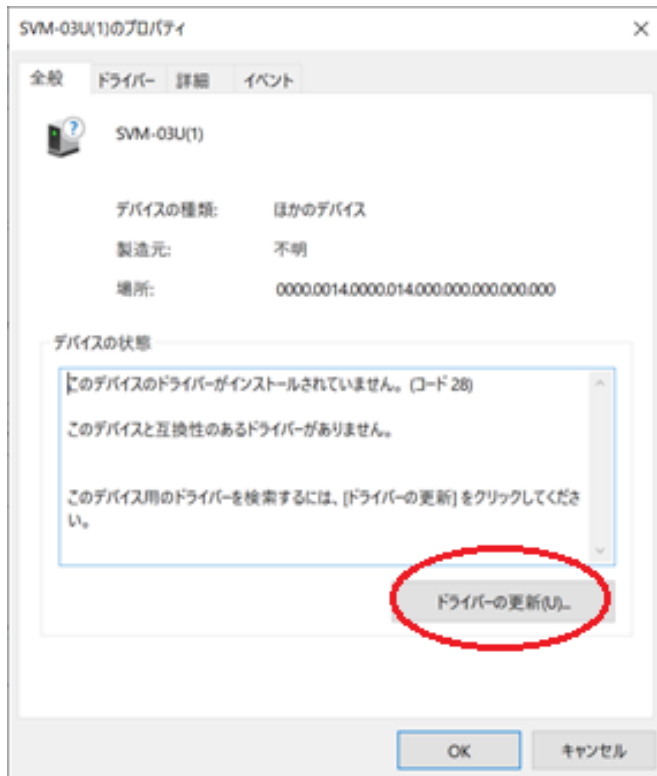 SVM-03U(1)のプロパティ
全般 ドライバー 詳細 イベント
SVM-03U(1)
デバイスの種類: ほかのデバイス
製造元: 不明
場所: 0000.0014.0000.014.000.000.000.000.000
デバイスの状態
このデバイスのドライバーがインストールされていません。 (コード 28)
このデバイスと互換性のあるドライバーがありません。
このデバイス用のドライバーを検索するには、[ドライバーの更新] をクリックしてくださ
い。
ドライバーの更新(U)...
OK キャンセル